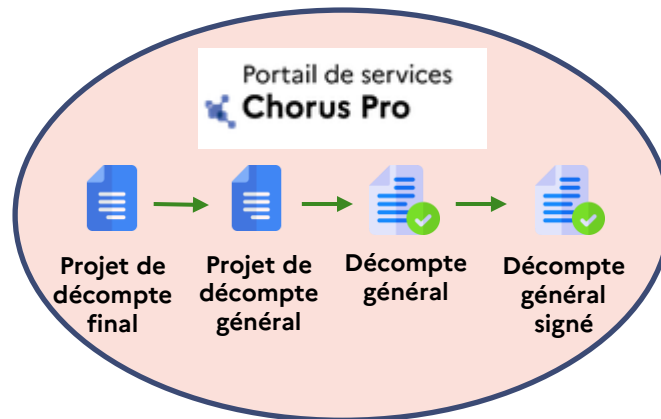 Portail de services
Chorus Pro
Projet de
décompte
final
Projet de
décompte
général
Décompte
général
Décompte
général
signé